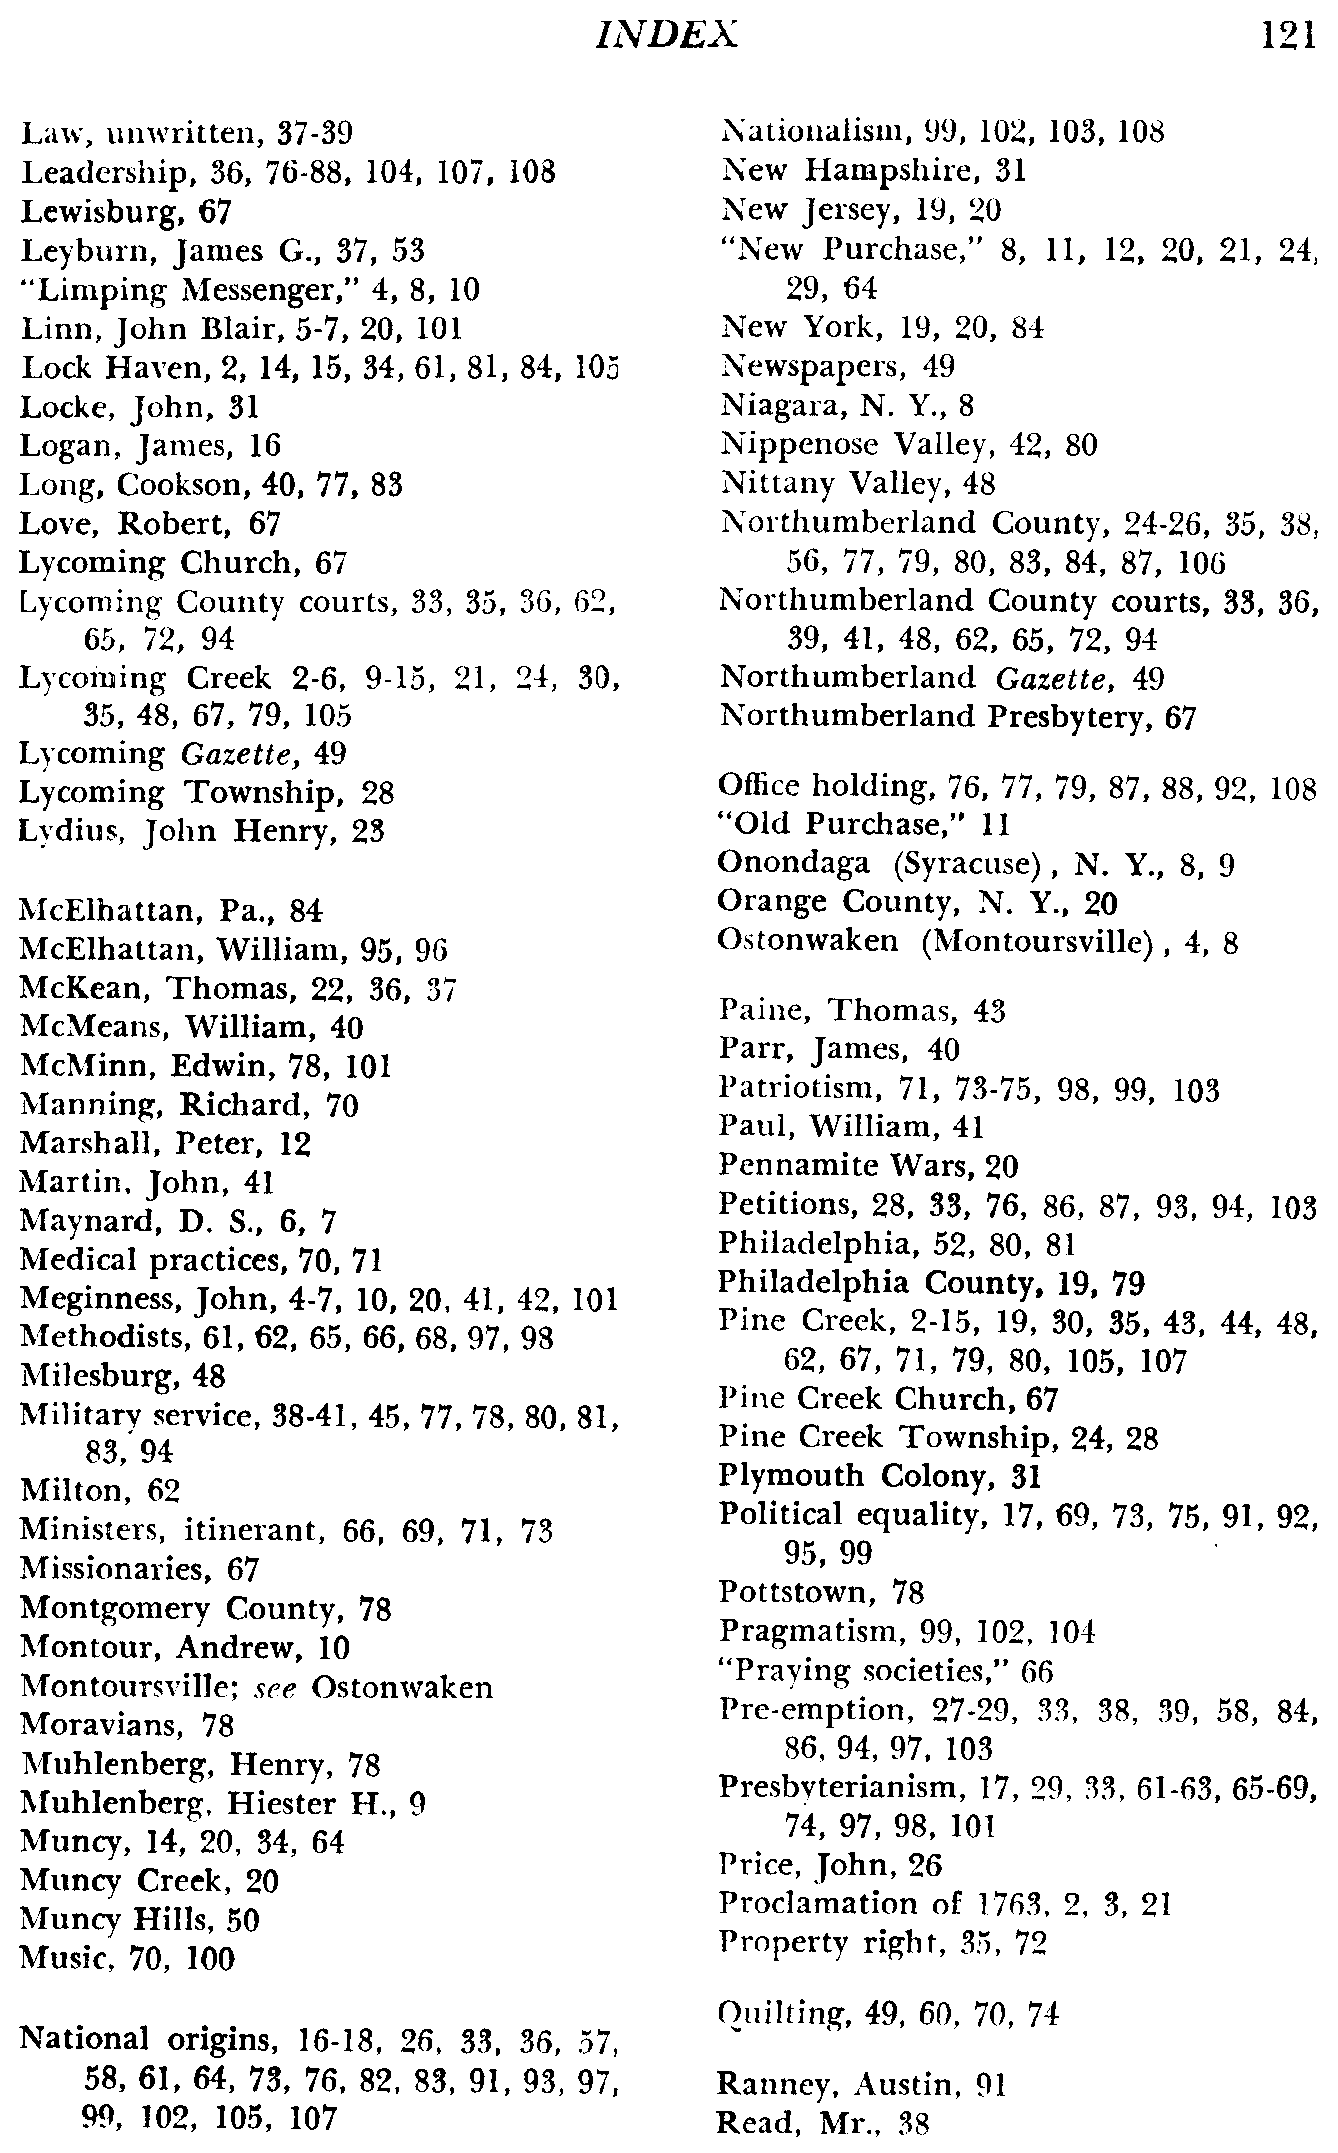 INDEX 121
Law, unwritten, 37-39
Leadership, 36, 76-88, 104, 107, 108
Lewisburg, 67
Leyburn, James G., 37, 53
"Limping Messenger," 4, 8, 10
Linn, John Blair, 5-7, 20, 101
Lock Haven, 2, 14, 15, 34, 61, 81, 84, 105
Locke, John, 31
Logan, James, 16
Long, Cookson, 40, 77, 83
Love, Robert, 67
Lycoming Church, 67
Lycoming County courts, 33, 35, 36, 62,
65, 72, 94
Lycoming Creek 2-6, 9-15, 21, 24, 30,
35, 48, 67, 79, 105
Lycoming Gazette, 49
Lycoming Township, 28
Lydius, John Henry, 23
McElhattan, Pa., 84
McElhattan, William, 95, 96
McKean, Thomas, 22, 36, 37
McMeans, William, 40
McMinn, Edwin, 78, 101
Manning, Richard, 70
Marshall, Peter, 12
Martin, John, 41
Maynard, D. S., 6, 7
Medical practices, 70, 71
Meginness, John, 4-7, 10, 20, 41, 42, 101
Methodists, 61, 62, 65, 66, 68, 97, 98
Milesburg, 48
Military service, 38-41, 45, 77, 78, 80, 81,
83, 94
Milton, 62
Ministers, itinerant, 66, 69, 71, 73
Missionaries, 67
Montgomery County, 78
Montour, Andrew, 10
Montoursville; see Ostonwaken
Moravians, 78
Muhlenberg, Henry, 78
Muhlenberg, Hiester H., 9
Muncy, 14, 20, 34, 64
Muncy Creek, 20
Muncy Hills, 50
Music, 70, 100
National origins, 16-18, 26, 33, 36, 57,
58, 61, 64, 73, 76, 82, 83, 91, 93, 97,
99, 102, 105, 107
Nationalism, 99, 102, 103, 108
New Hampshire, 31
New Jersey, 19, 20
"New Purchase," 8, 11, 12, 20, 21, 24,
29, 64
New York, 19, 20, 84
Newspapers, 49
Niagara, N. Y., 8
Nippenose Valley, 42, 80
Nittany Valley, 48
Northumberland County, 24-26, 35, 38,
56, 77, 79, 80, 83, 84, 87, 106
Northumberland County courts, 33, 36,
39, 41, 48, 62, 65, 72, 94
Northumberland Gazette, 49
Northumberland Presbytery, 67
Office holding, 76, 77, 79, 87, 88, 92, 108
"Old Purchase," 11
Onondaga (Syracuse), N. Y., 8, 9
Orange County, N. Y., 20
Ostonwaken (Montoursville), 4, 8
Paine, Thomas, 43
Parr, James, 40
Patriotism, 71, 73-75, 98, 99, 103
Paul, William, 41
Pennamite Wars, 20
Petitions, 28, 33, 76, 86, 87, 93, 94, 103
Philadelphia, 52, 80, 81
Philadelphia County, 19, 79
Pine Creek, 2-15, 19, 30, 35, 43, 44, 48,
62, 67, 71, 79, 80, 105, 107
Pine Creek Church, 67
Pine Creek Township, 24, 28
Plymouth Colony, 31
Political equality, 17, 69, 73, 75, 91, 92,
95, 99
Pottstown, 78
Pragmatism, 99, 102, 104
"Praying societies," 66
Pre-emption, 27-29, 33, 38, 39, 58, 84,
86, 94, 97, 103
Presbyterianism, 17, 29, 33, 61-63, 65-69,
74, 97, 98, 101
Price, John, 26
Proclamation of 1763, 2, 3, 21
Property right, 35, 72
Quilting, 49, 60, 70, 74
Ranney, Austin, 91
Read, Mr., 38